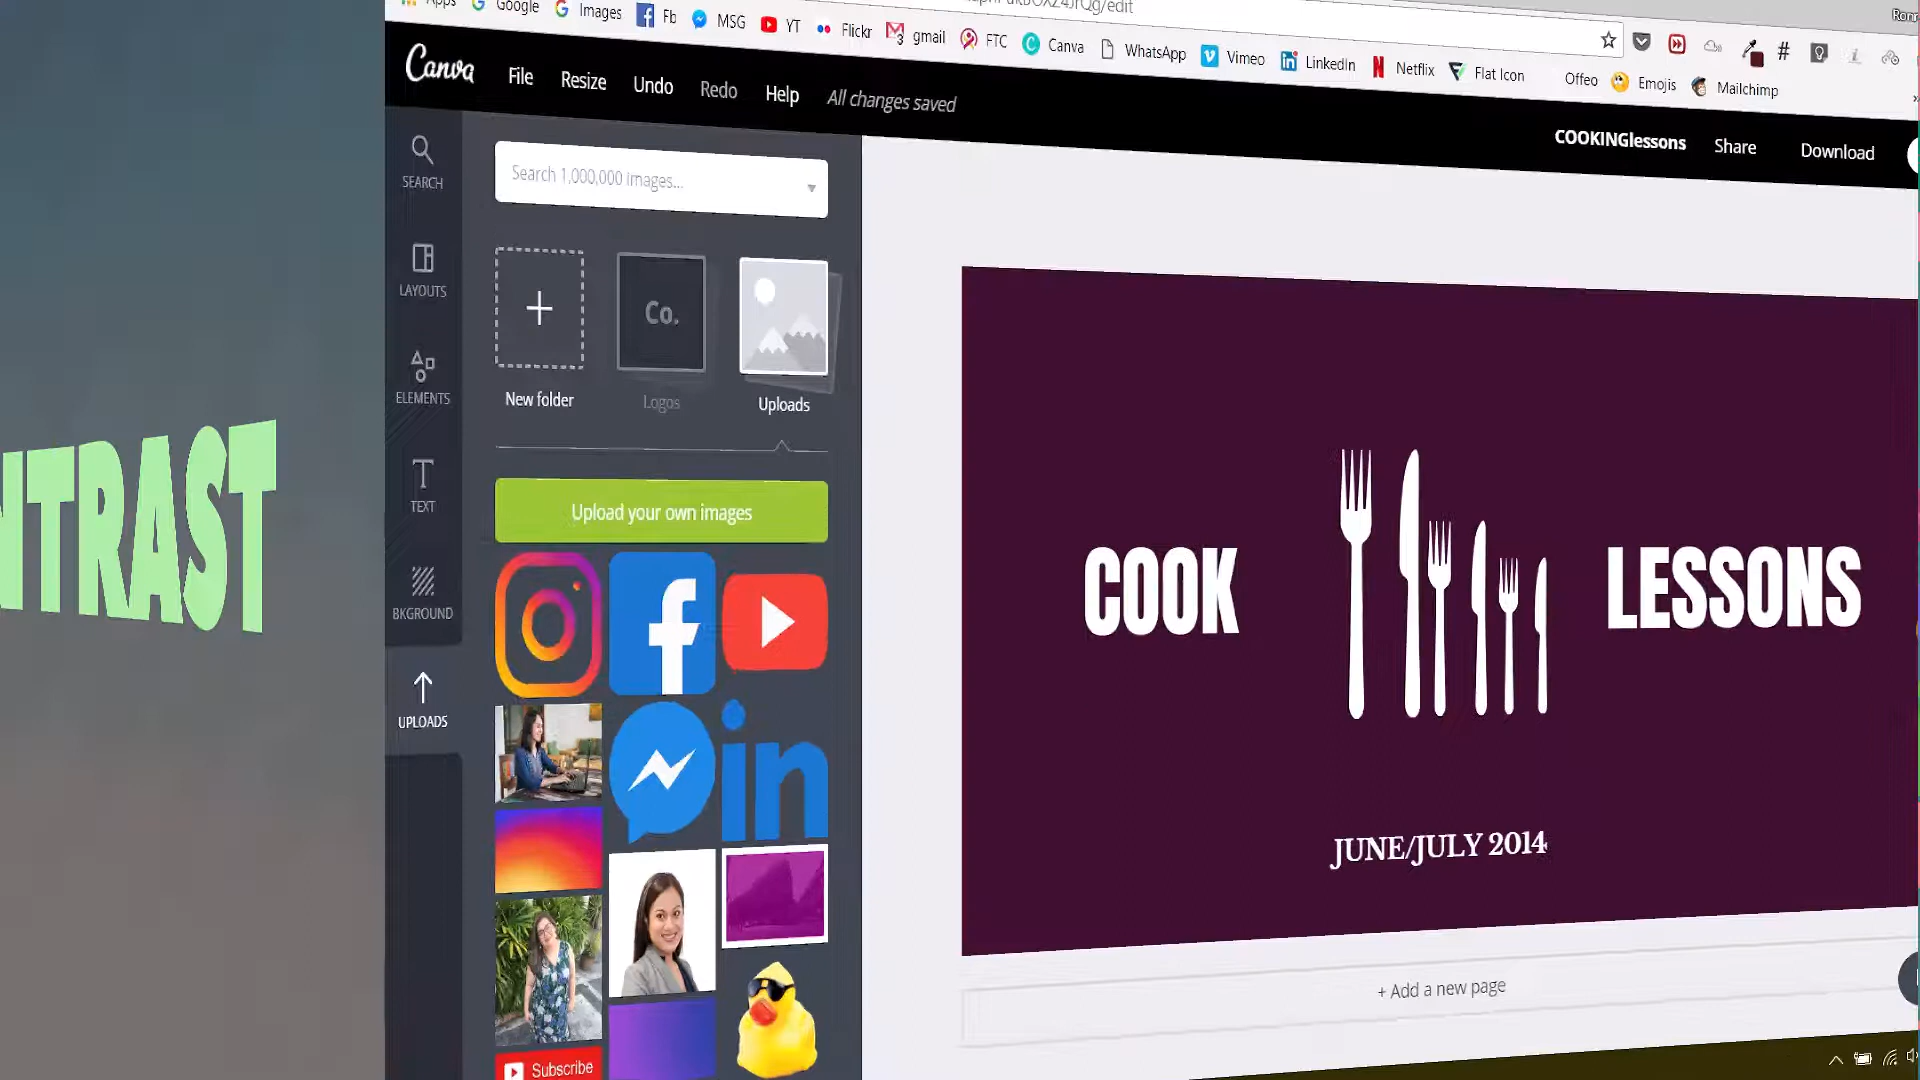 /edit
Apps
Google
Images
Fb
MSG
YT
Flickr
gmail
FTC
Canva
WhatsApp
Vimeo
LinkedIn
Netflix
Flat Icon
Offeo
Emojis
Mailchimp
»
Canva
File
Resize
Undo
Redo
Help
All changes saved
COOKINGlessons
Share
Download
SEARCH
LAYOUTS
ELEMENTS
TEXT
BKGROUND
UPLOADS
Search 1,000,000 images...
Co.
New folder
Logos
Uploads
Upload your own images
in
Subscribe
NTRAST
COOK
LESSONS
JUNE/JULY 2014
+ Add a new page